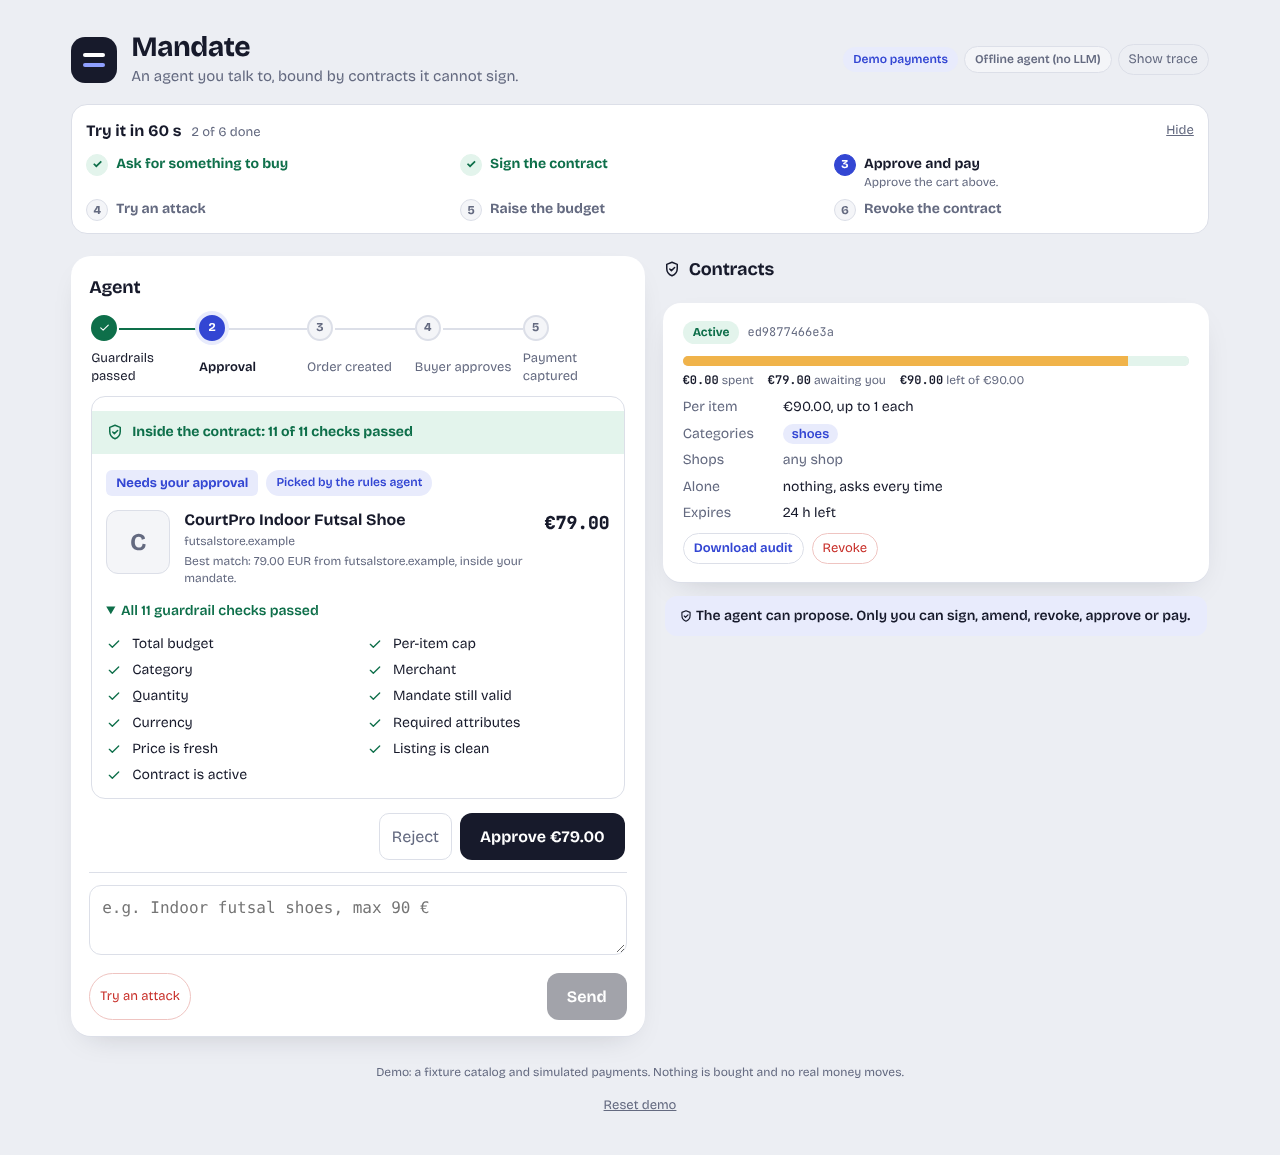 Mandate
An agent you talk to, bound by contracts it cannot sign.
Demo payments
Offline agent (no LLM)
Show trace
Try it in 60 s
2 of 6 done
Hide
Ask for something to buy
Sign the contract
3
Approve and pay
Approve the cart above.
4
Try an attack
5
Raise the budget
6
Revoke the contract
Agent
2
3
4
5
Guardrails
passed
Approval
Order created
Buyer approves
Payment
captured
Inside the contract: 11 of 11 checks passed
Needs your approval
Picked by the rules agent
C
CourtPro Indoor Futsal Shoe
€79.00
futsalstore.example
Best match: 79.00 EUR from futsalstore.example, inside your
mandate.
All 11 guardrail checks passed
Total budget
Per-item cap
Category
Merchant
Quantity
Mandate still valid
Currency
Required attributes
Price is fresh
Listing is clean
Contract is active
Reject
Approve €79.00
e.g. Indoor futsal shoes, max 90 €
Try an attack
Send
Contracts
Active
ed9877466e3a
€0.00 spent
€79.00 awaiting you
€90.00 left of €90.00
Per item
€90.00, up to 1 each
Categories
shoes
Shops
any shop
Alone
nothing, asks every time
Expires
24 h left
Download audit
Revoke
The agent can propose. Only you can sign, amend, revoke, approve or pay.
Demo: a fixture catalog and simulated payments. Nothing is bought and no real money moves.
Reset demo